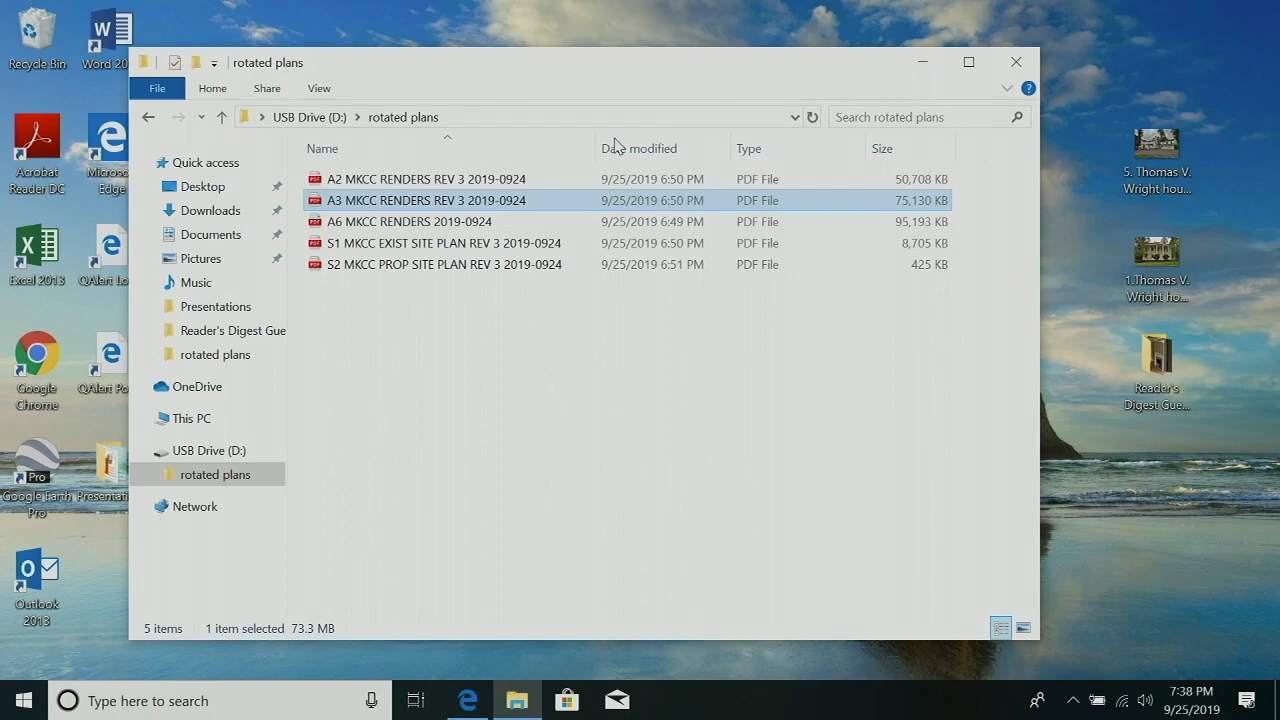 Recycle Bin
Word 20
Acrobat
Reader DC
Micros
Edge
Excel 2013
QAlert Lo
Google
Chrome
QAlert Po
Pro
Google Earth
Pro
Presentati
Outlook
2013
rotated plans
File
Home
Share
View
USB Drive (D:)
rotated plans
Search rotated plans
Quick access
Desktop
Downloads
Documents
Pictures
Music
Presentations
Reader's Digest Gue
rotated plans
OneDrive
This PC
USB Drive (D:)
rotated plans
Network
Name
Date modified
Type
Size
A2 MKCC RENDERS REV 3 2019-0924 9/25/2019 6:50 PM PDF File 50,708 KB
A3 MKCC RENDERS REV 3 2019-0924 9/25/2019 6:50 PM PDF File 75,130 KB
A6 MKCC RENDERS 2019-0924 9/25/2019 6:49 PM PDF File 95,193 KB
S1 MKCC EXIST SITE PLAN REV 3 2019-0924 9/25/2019 6:50 PM PDF File 8,705 KB
S2 MKCC PROP SITE PLAN REV 3 2019-0924 9/25/2019 6:51 PM PDF File 425 KB
5 items 1 item selected 73.3 MB
5. Thomas V.
Wright hou...
1.Thomas V.
Wright ho...
Reader's
Digest Gue...
Type here to search
7:38 PM
9/25/2019